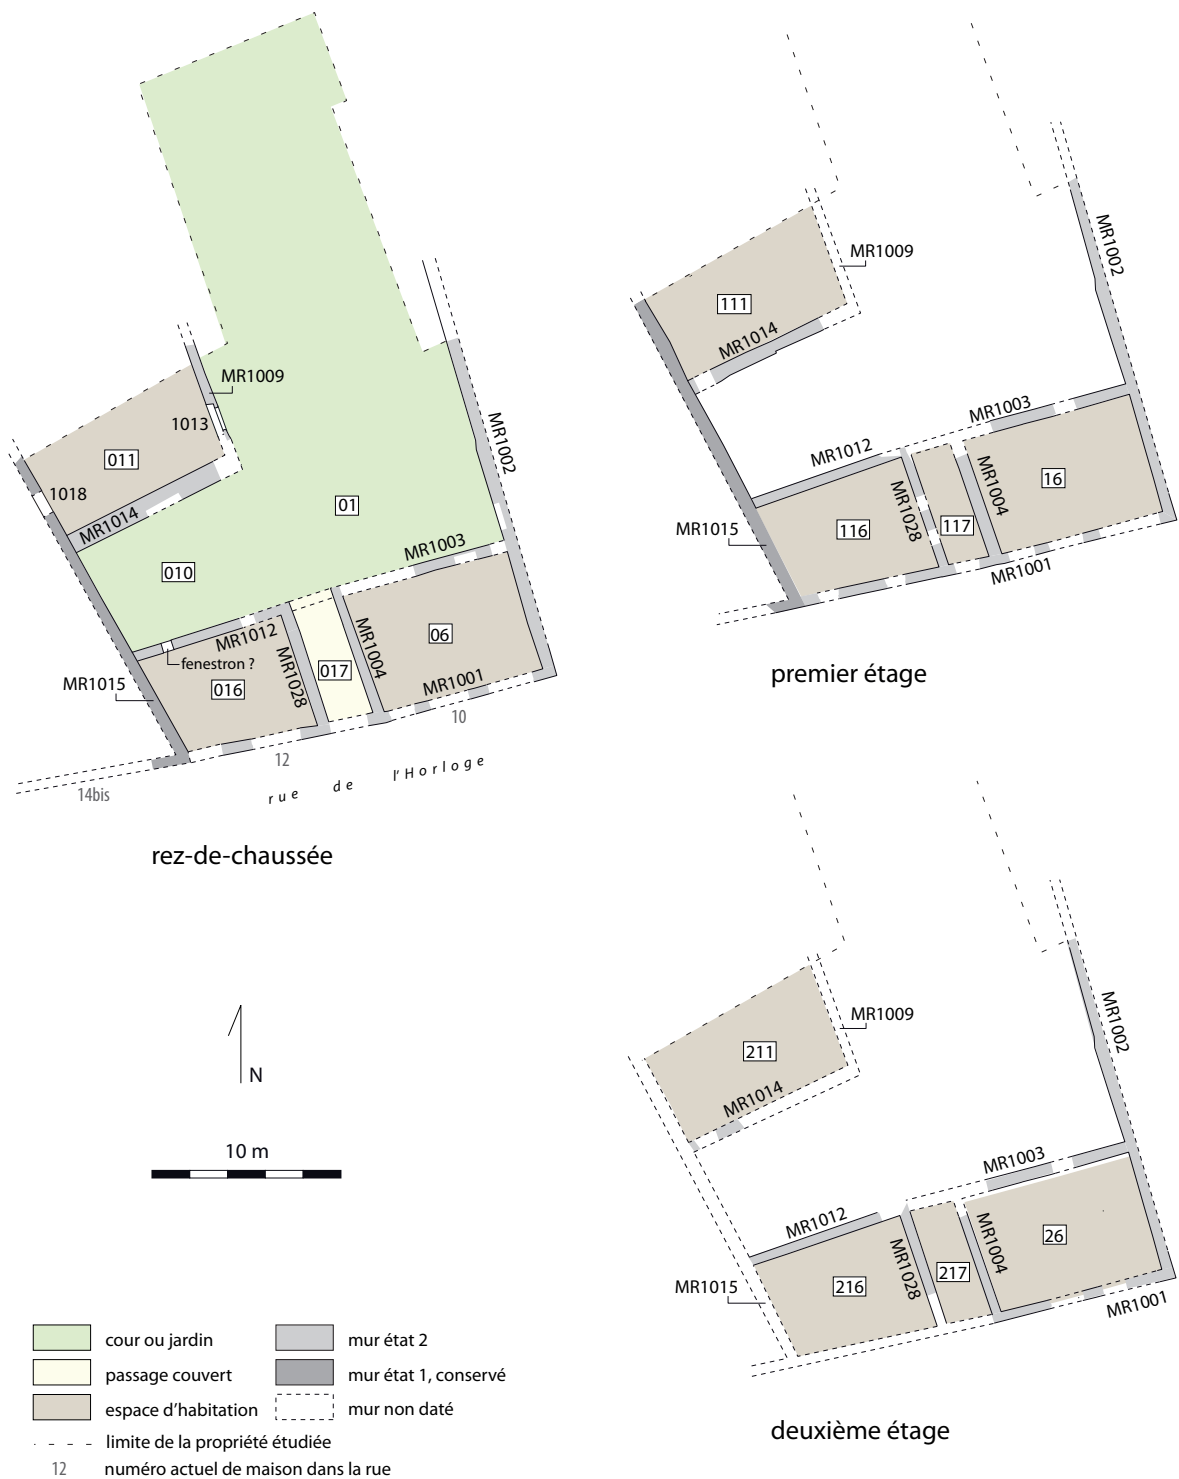 MR1009
1013
011
1018
MR1014
MR1002
01
010
MR1003
MR1012
fenestron ?
MR1015
016
MR1028
017
MR1004
06
MR1001
10
12
14bis
rue de l'Horloge
rez-de-chaussée
MR1002
MR1009
111
MR1014
MR1003
MR1012
16
MR1004
MR1028
117
116
MR1015
MR1001
premier étage
N
10 m
MR1002
MR1009
211
MR1014
MR1003
MR1012
26
MR1004
MR1028
217
216
MR1015
MR1001
deuxième étage
cour ou jardin
passage couvert
espace d'habitation
limite de la propriété étudiée
12 numéro actuel de maison dans la rue
mur état 2
mur état 1, conservé
mur non daté